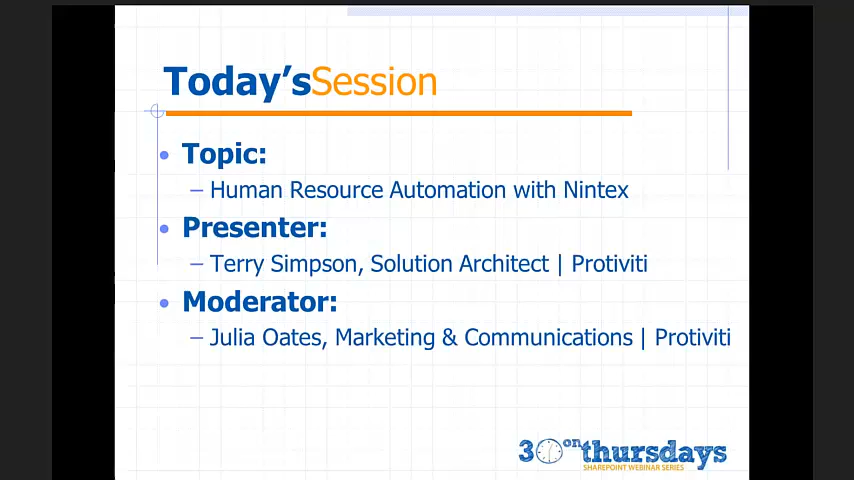 Today'sSession
• Topic:
– Human Resource Automation with Nintex
• Presenter:
– Terry Simpson, Solution Architect | Protiviti
• Moderator:
– Julia Oates, Marketing & Communications | Protiviti
30 on thursdays
SHAREPOINT WEBINAR SERIES